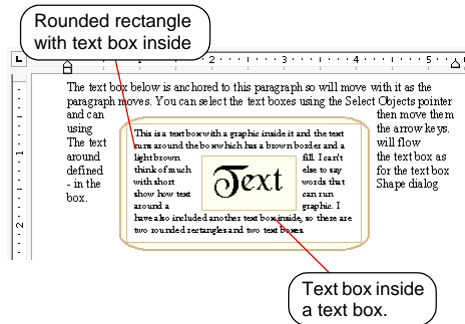 Rounded rectangle
with text box inside
1 2 3 4 5
The text box below is anchored to this paragraph so will move with it as the
paragraph moves. You can select the text boxes using the Select Objects pointer
and can then move them
using the arrow keys.
The text will flow
around the text box as
defined for the text box
- in the Shape dialog
box.
This is a text box with a graphic inside it and the text
runs around the box which has a brown border and a
light brown fill. I can't
think of much else to say
with short words that
show how text can run
around a graphic. I
have also included another text box inside, so there are
two rounded rectangles and two text boxes.
Text
1
2
Text box inside
a text box.